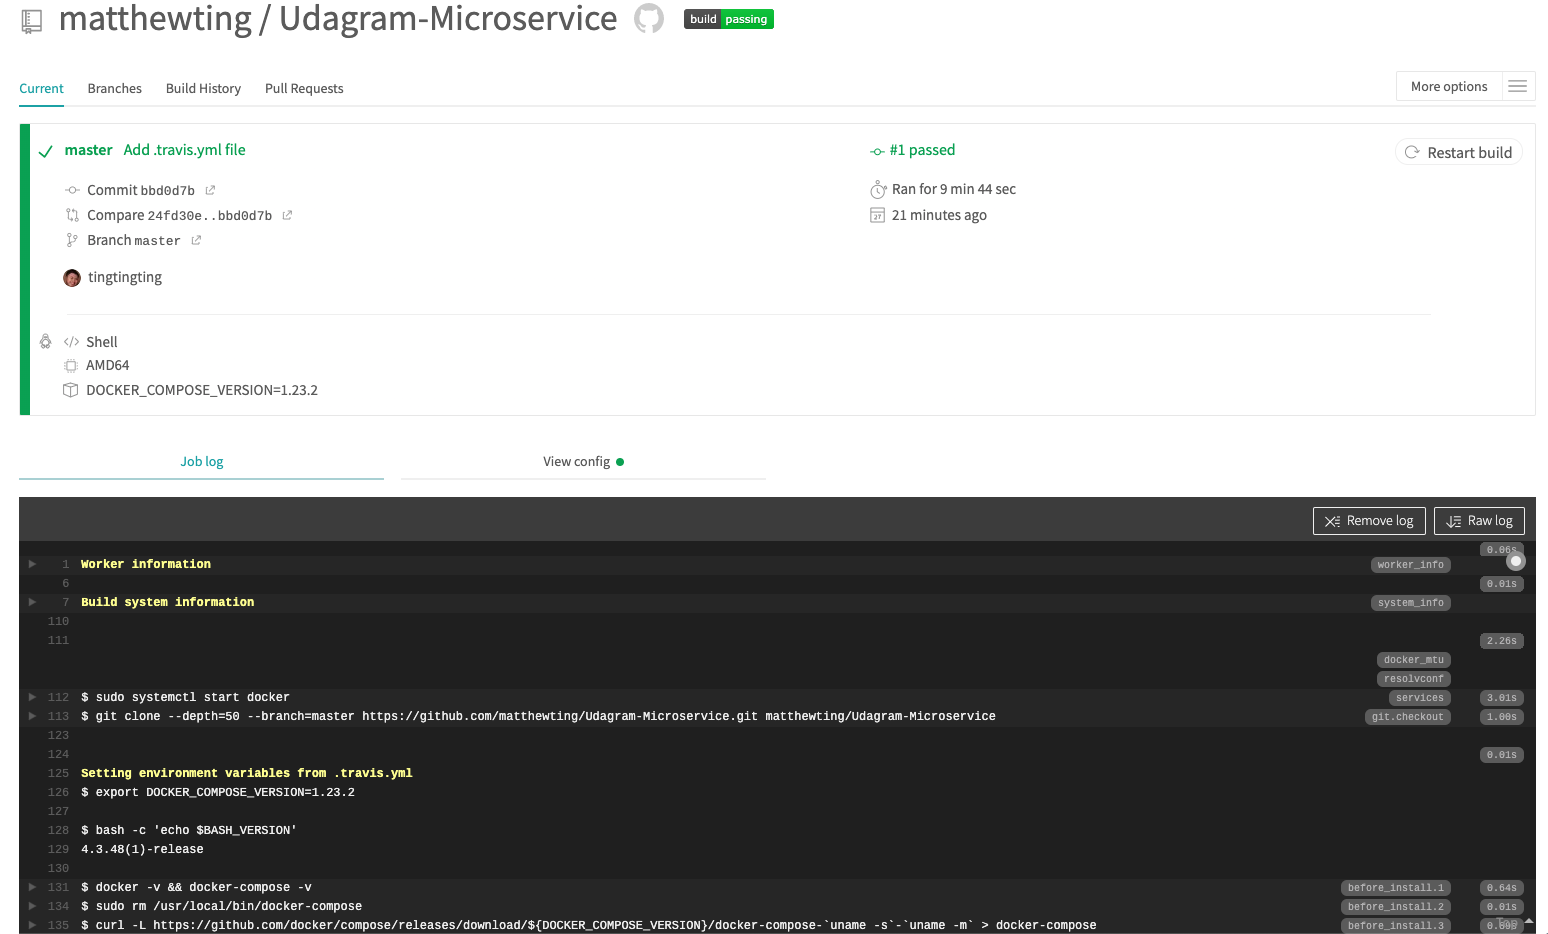 matthewting / Udagram-Microservice build passing
Current Branches Build History Pull Requests More options
master Add .travis.yml file #1 passed Restart build
Commit bbd0d7b Ran for 9 min 44 sec
Compare 24fd30e..bbd0d7b 21 minutes ago
Branch master
tingtingting
</> Shell
AMD64
DOCKER_COMPOSE_VERSION=1.23.2
Job log View config
Remove log Raw log
0.06s
1 Worker information worker_info
6 0.01s
7 Build system information system_info
110
111 2.26s
docker_mtu
resolvconf
112 $ sudo systemctl start docker services 3.01s
113 $ git clone --depth=50 --branch=master https://github.com/matthewting/Udagram-Microservice.git matthewting/Udagram-Microservice git.checkout 1.00s
123
124 0.01s
125 Setting environment variables from .travis.yml
126 $ export DOCKER_COMPOSE_VERSION=1.23.2
127
128 $ bash -c 'echo $BASH_VERSION'
129 4.3.48(1)-release
130
131 $ docker -v && docker-compose -v before_install.1 0.64s
134 $ sudo rm /usr/local/bin/docker-compose before_install.2 0.01s
135 $ curl -L https://github.com/docker/compose/releases/download/${DOCKER_COMPOSE_VERSION}/docker-compose-`uname -s`-`uname -m` > docker-compose before_install.3